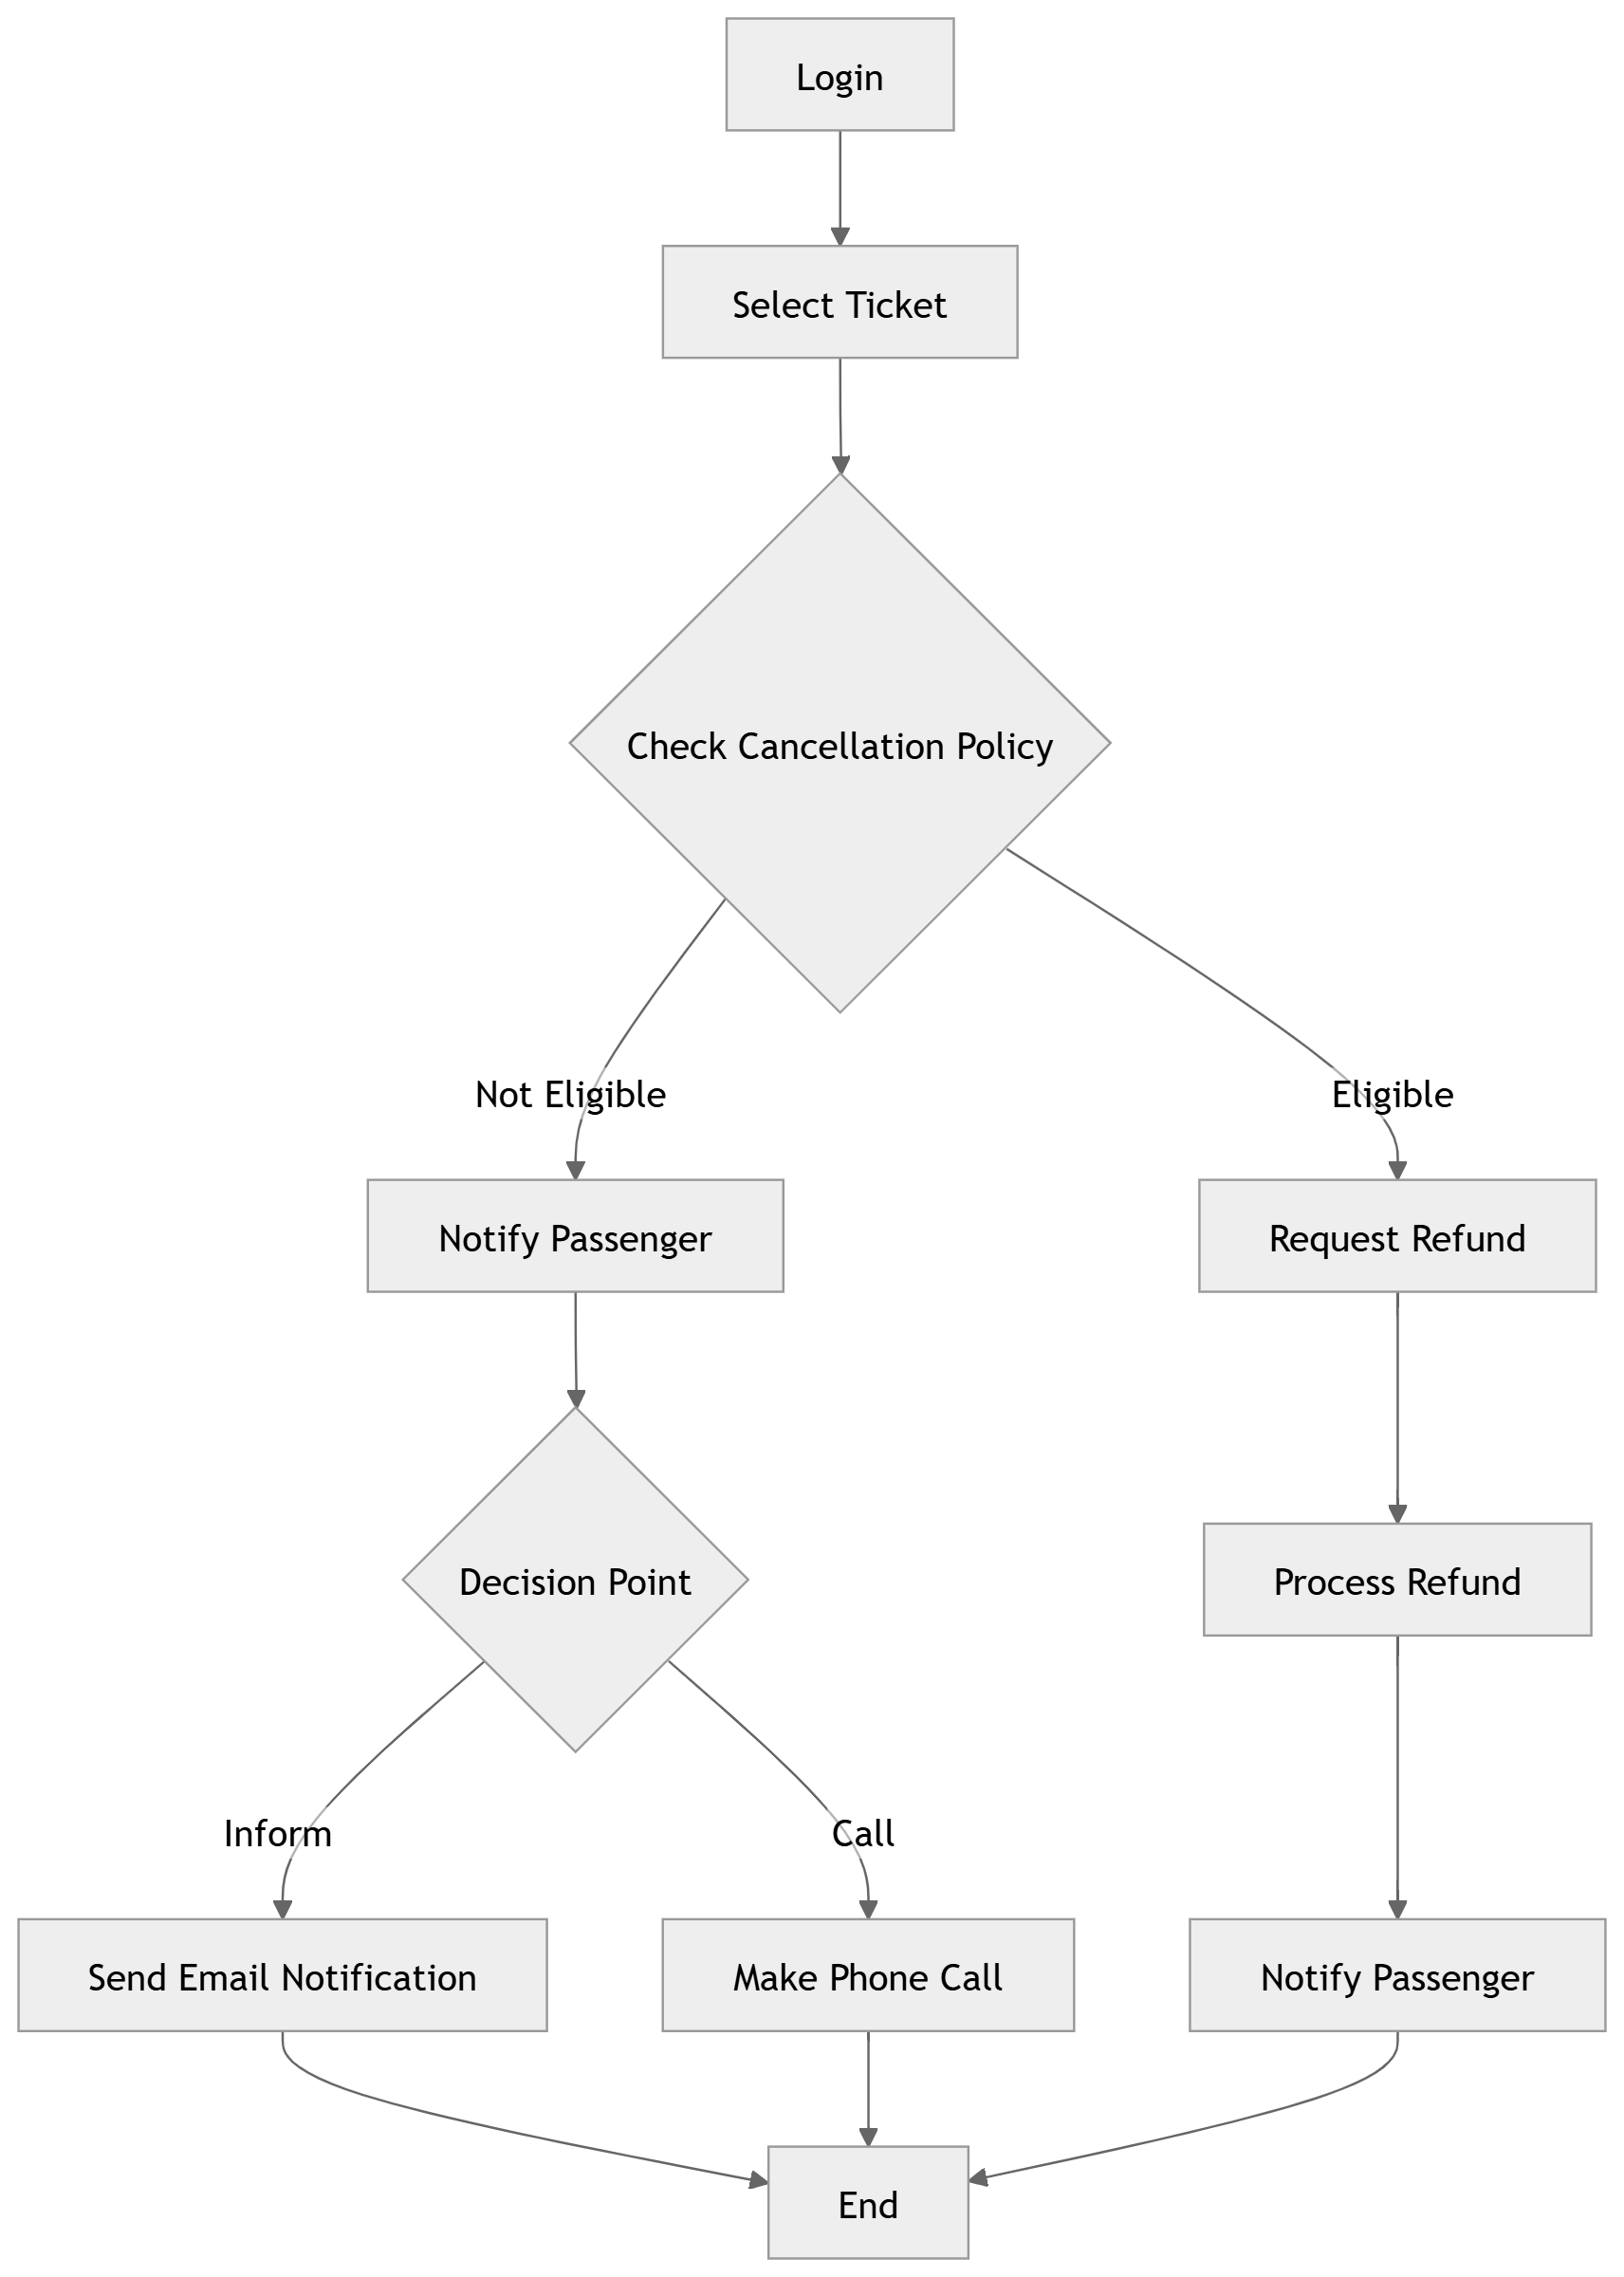 Login
Select Ticket
Check Cancellation Policy
Not Eligible
Eligible
Notify Passenger
Request Refund
Decision Point
Process Refund
Inform
Call
Send Email Notification
Make Phone Call
Notify Passenger
End